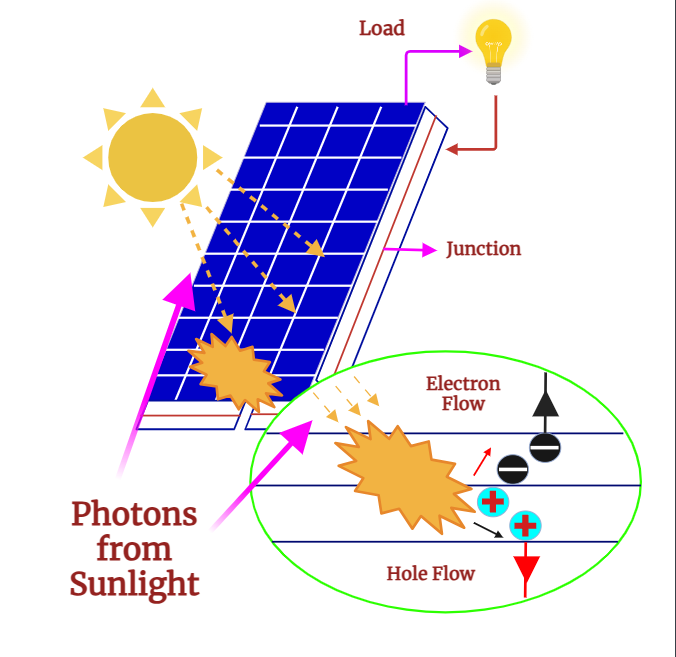 Load
Junction
Electron
Flow
Photons
from
Sunlight
Hole Flow